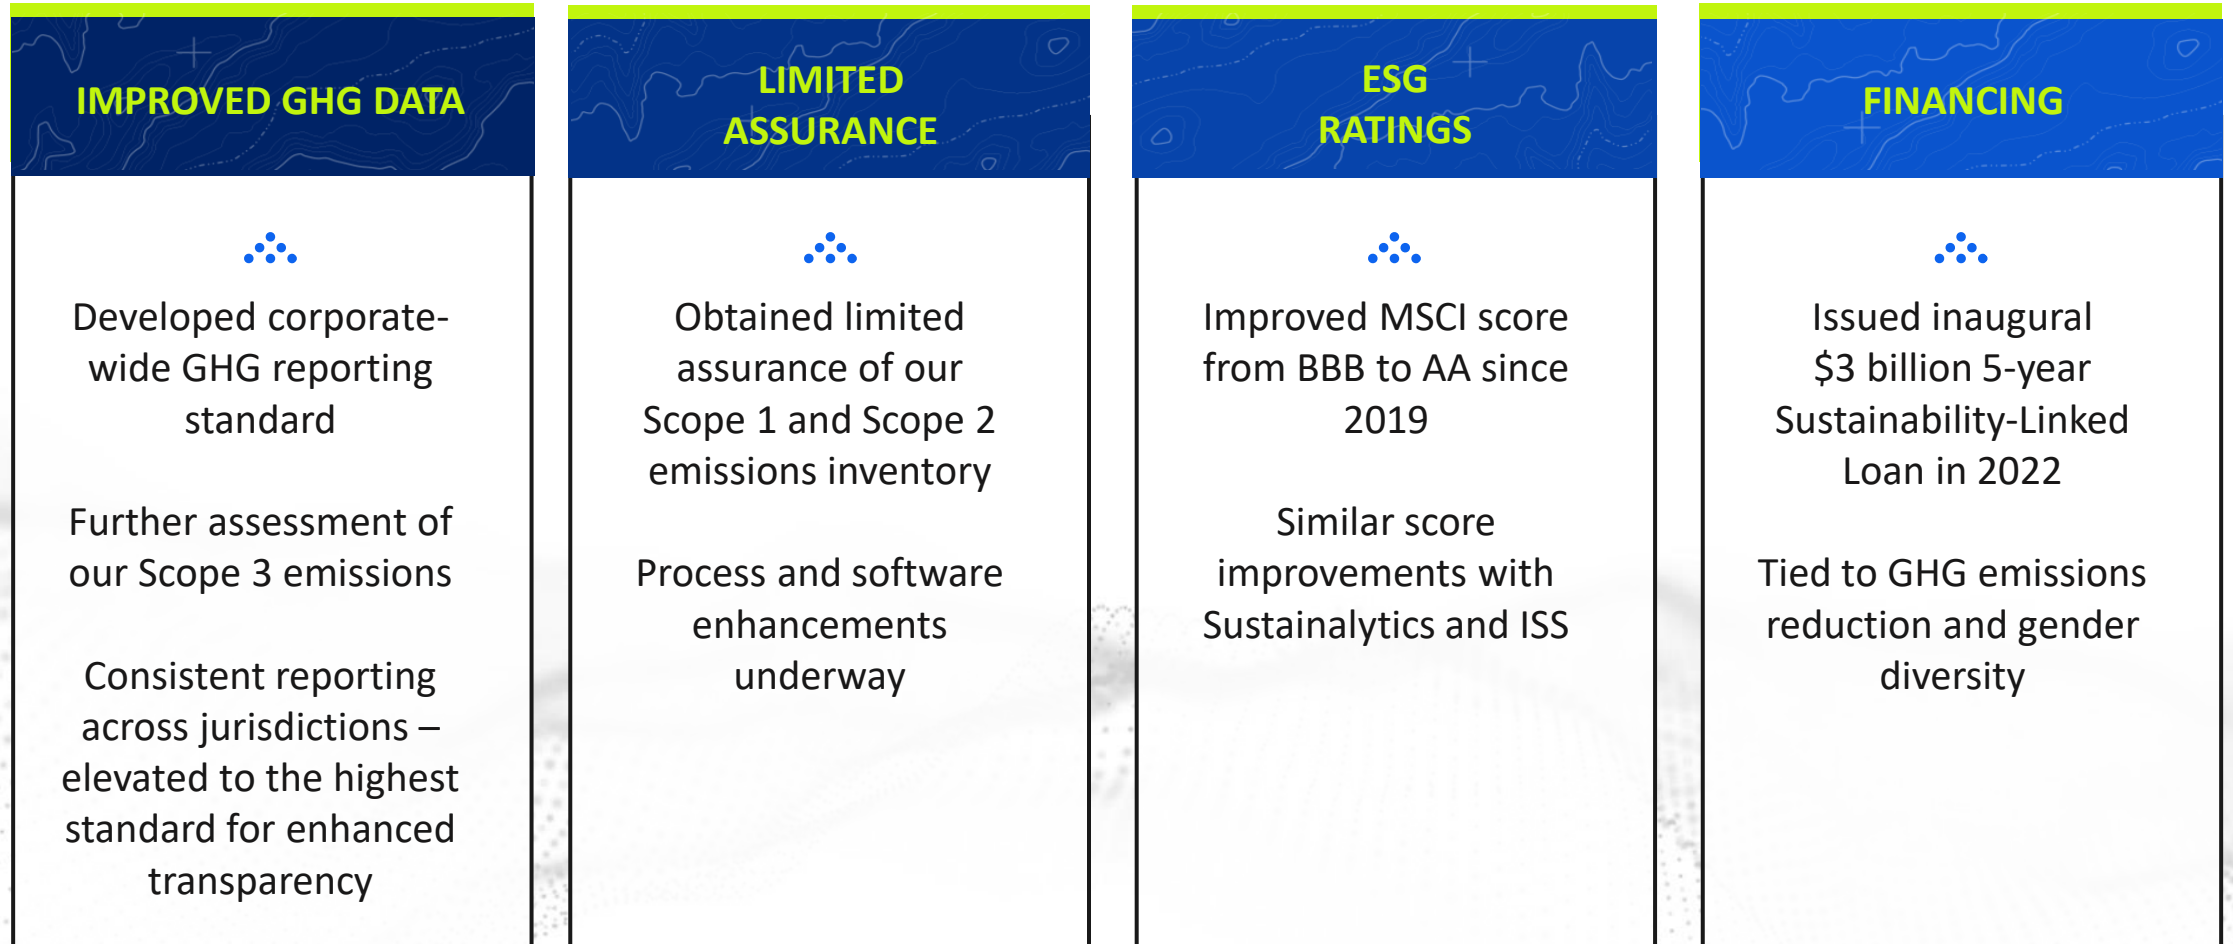 IMPROVED GHG DATA
Developed corporate-
wide GHG reporting
standard
Further assessment of
our Scope 3 emissions
Consistent reporting
across jurisdictions –
elevated to the highest
standard for enhanced
transparency
LIMITED
ASSURANCE
Obtained limited
assurance of our
Scope 1 and Scope 2
emissions inventory
Process and software
enhancements
underway
ESG
RATINGS
Improved MSCI score
from BBB to AA since
2019
Similar score
improvements with
Sustainalytics and ISS
FINANCING
Issued inaugural
$3 billion 5-year
Sustainability-Linked
Loan in 2022
Tied to GHG emissions
reduction and gender
diversity